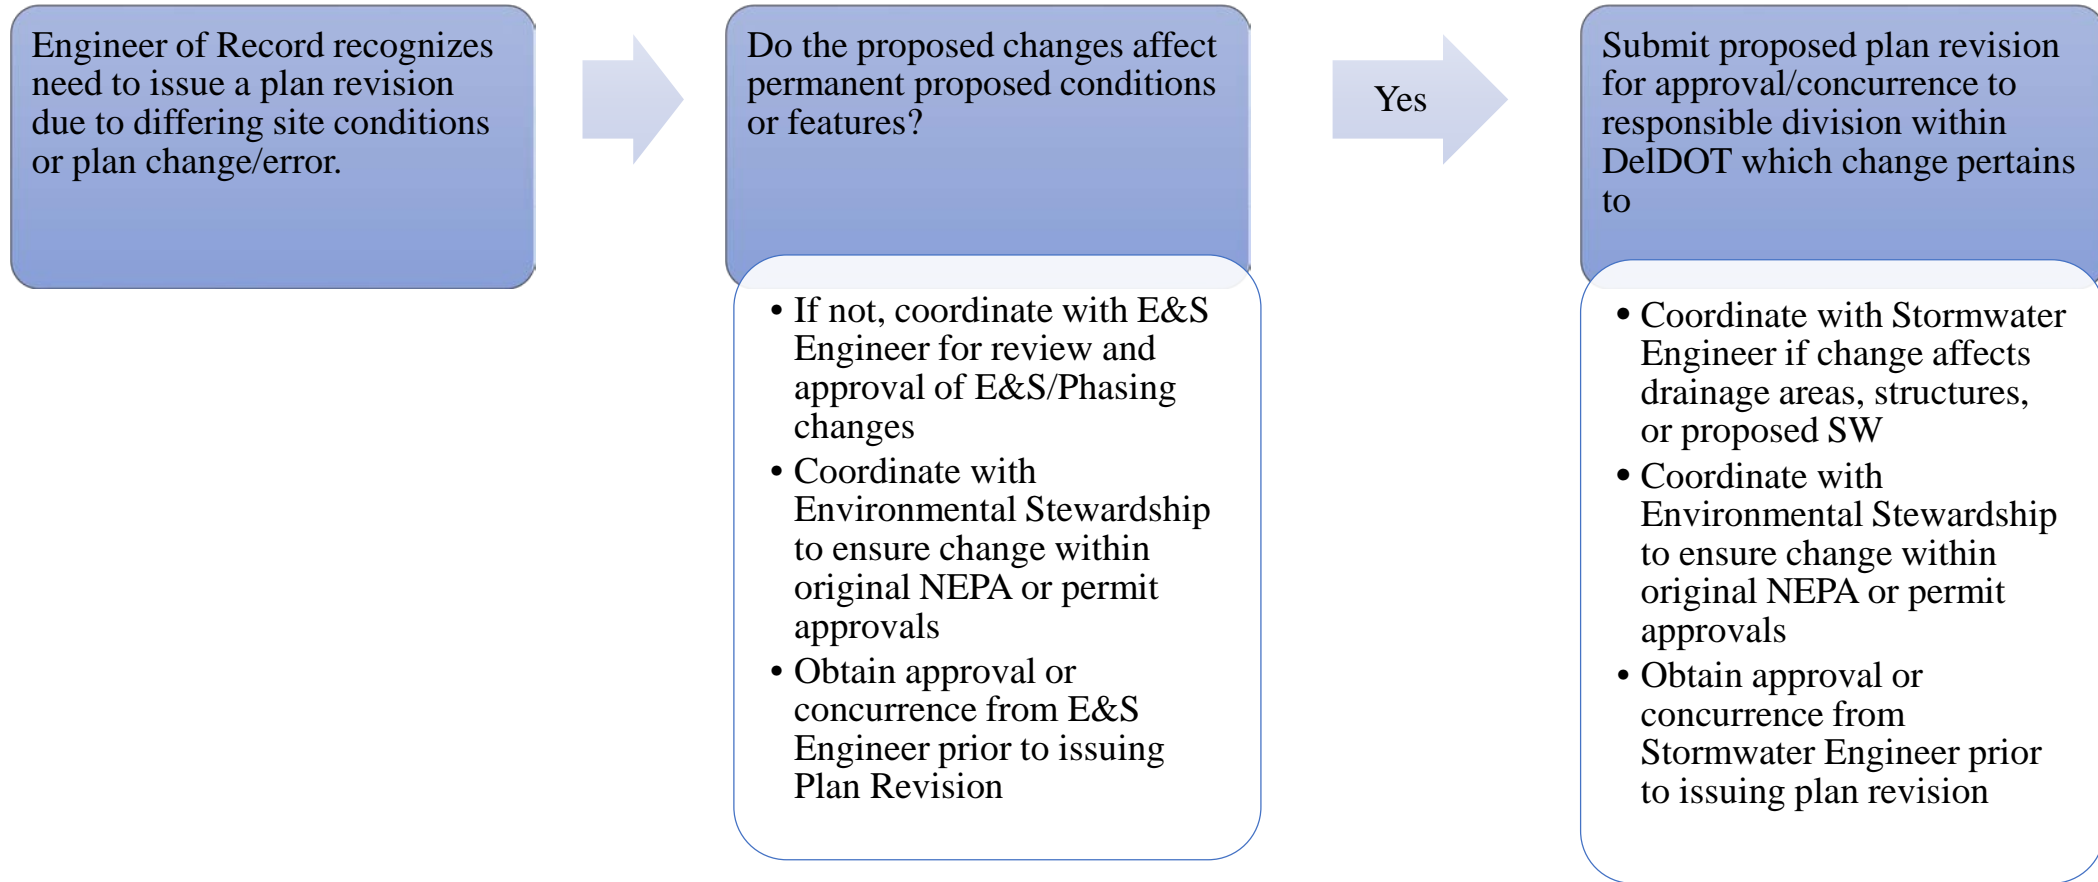 Engineer of Record recognizes
need to issue a plan revision
due to differing site conditions
or plan change/error.
Do the proposed changes affect
permanent proposed conditions
or features?
• If not, coordinate with E&S
Engineer for review and
approval of E&S/Phasing
changes
• Coordinate with
Environmental Stewardship
to ensure change within
original NEPA or permit
approvals
• Obtain approval or
concurrence from E&S
Engineer prior to issuing
Plan Revision
Yes
Submit proposed plan revision
for approval/concurrence to
responsible division within
DelDOT which change pertains
to
• Coordinate with Stormwater
Engineer if change affects
drainage areas, structures,
or proposed SW
• Coordinate with
Environmental Stewardship
to ensure change within
original NEPA or permit
approvals
• Obtain approval or
concurrence from
Stormwater Engineer prior
to issuing plan revision